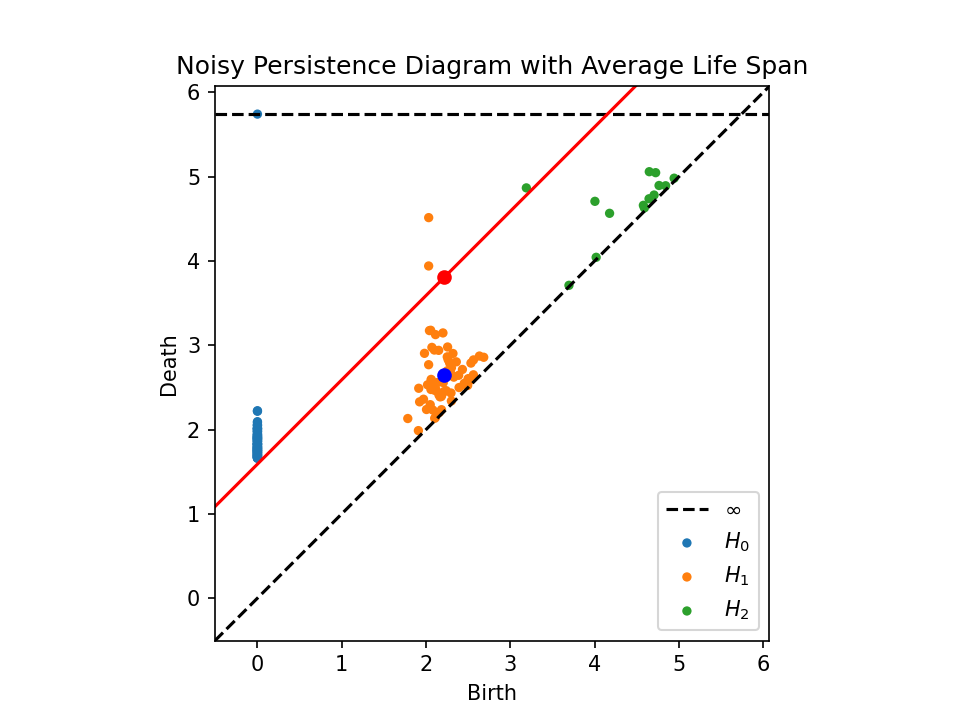 Noisy Persistence Diagram with Average Life Span
6
5
4
3
2
1
0
Death
0 1 2 3 4 5 6
Birth
∞
H₀
H₁
H₂